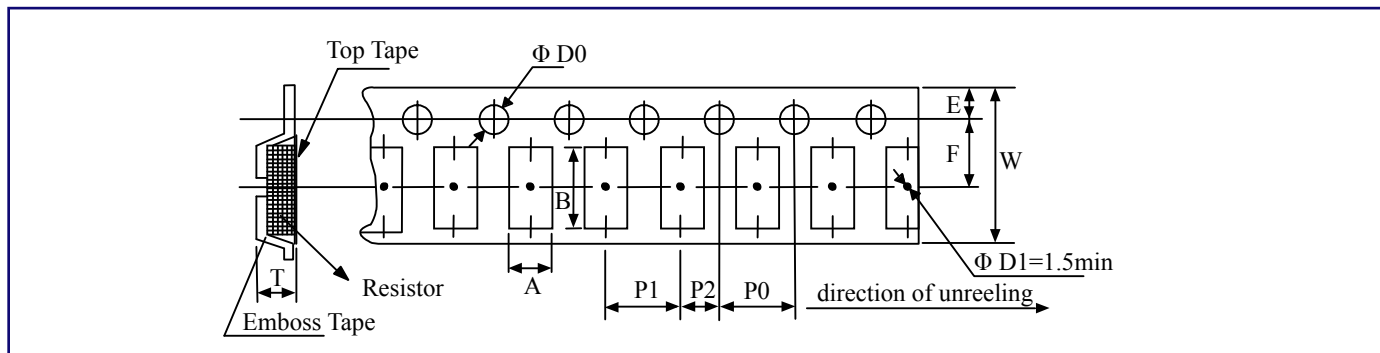 Top Tape
Φ D0
E
F
W
B
T
A
Resistor
P1
P2
P0
Φ D1=1.5min
direction of unreeling
Emboss Tape